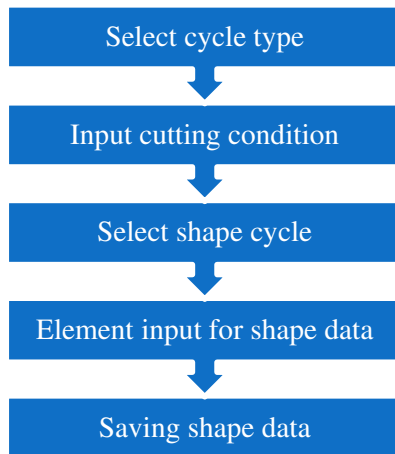 Select cycle type
Input cutting condition
Select shape cycle
Element input for shape data
Saving shape data